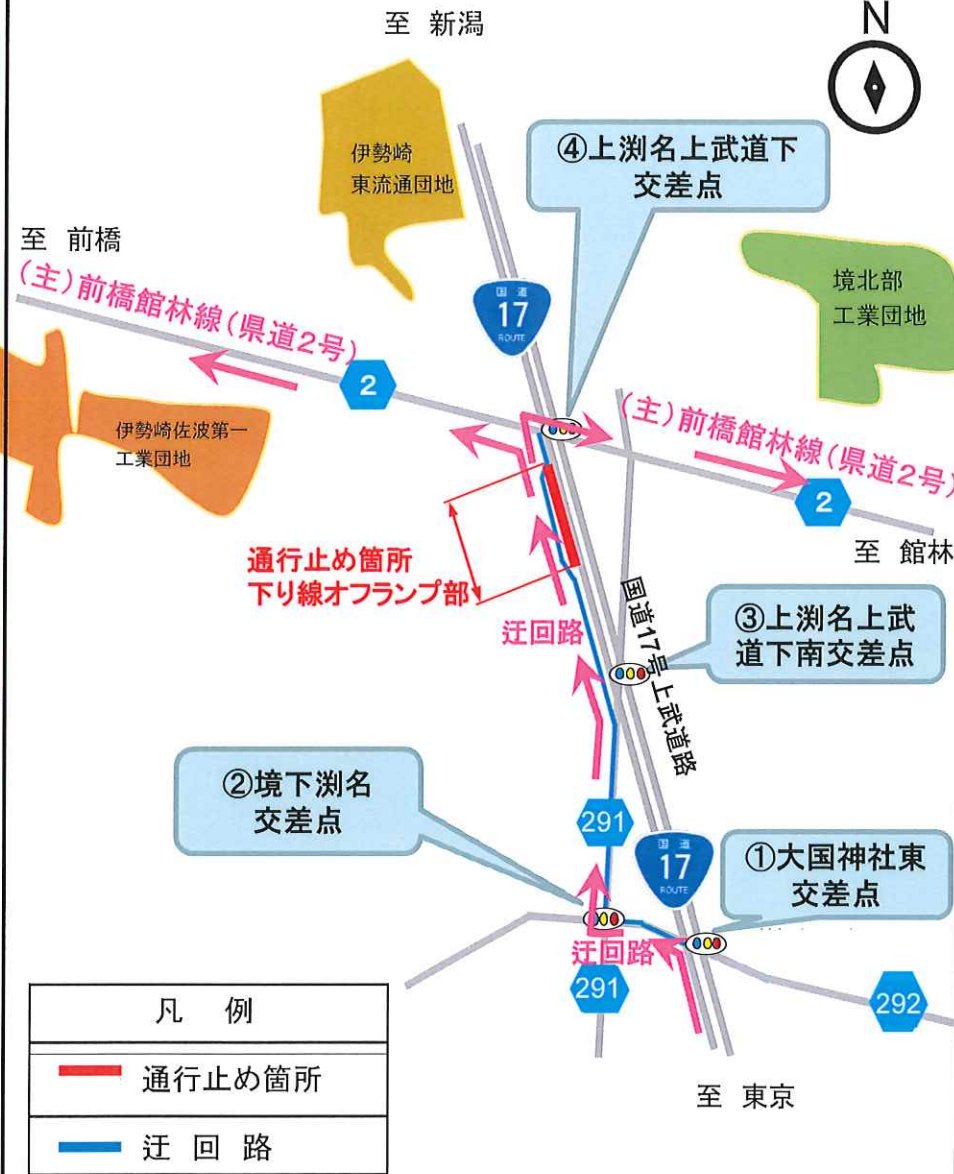 至 新潟
N
④上渕名上武道下
交差点
伊勢崎
東流通団地
至 前橋
(主)前橋館林線(県道2号)
国道
17
ROUTE
境北部
工業団地
2
(主)前橋館林線(県道2号)
伊勢崎佐波第一
工業団地
2
至 館林
通行止め箇所
下り線オフランプ部
迂回路
国道17号上武道路
③上渕名上武
道下南交差点
②境下渕名
交差点
291
国道
17
ROUTE
①大国神社東
交差点
迂回路
291
292
凡 例
通行止め箇所
迂 回 路
至 東京